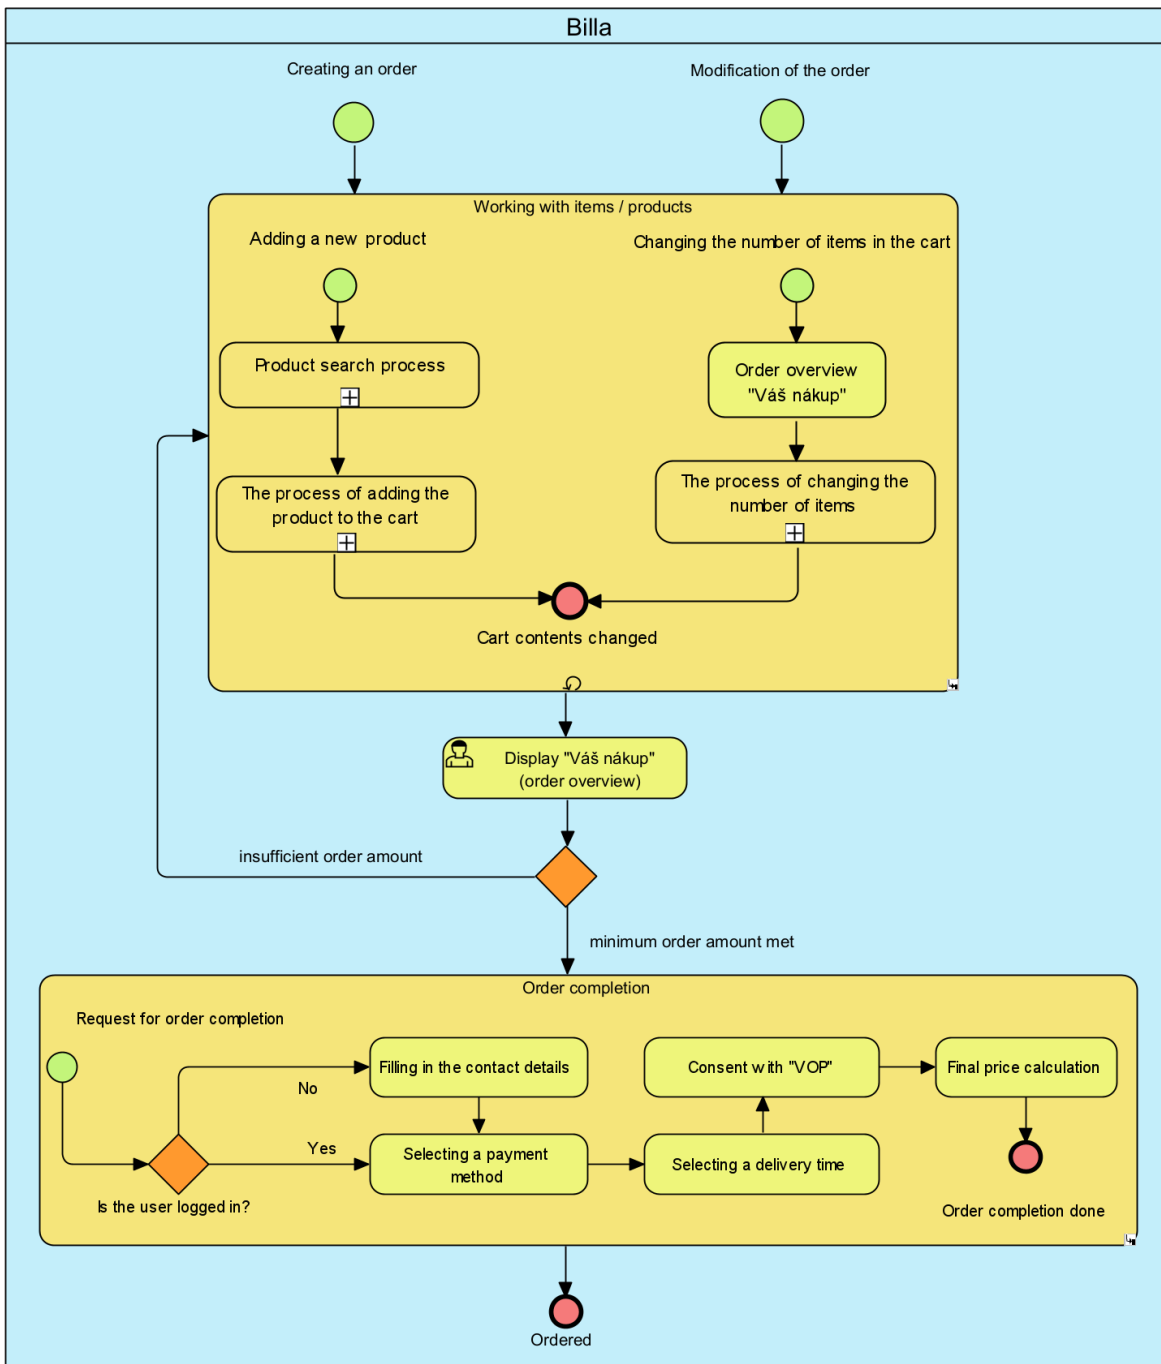 Billa
Creating an order
Modification of the order
Working with items / products
Adding a new product
Changing the number of items in the cart
Product search process
Order overview
"Váš nákup"
The process of adding the
product to the cart
The process of changing the
number of items
Cart contents changed
Display "Váš nákup"
(order overview)
insufficient order amount
minimum order amount met
Order completion
Request for order completion
Filling in the contact details
Consent with "VOP"
Final price calculation
No
Yes
Selecting a payment
method
Selecting a delivery time
Is the user logged in?
Order completion done
Ordered